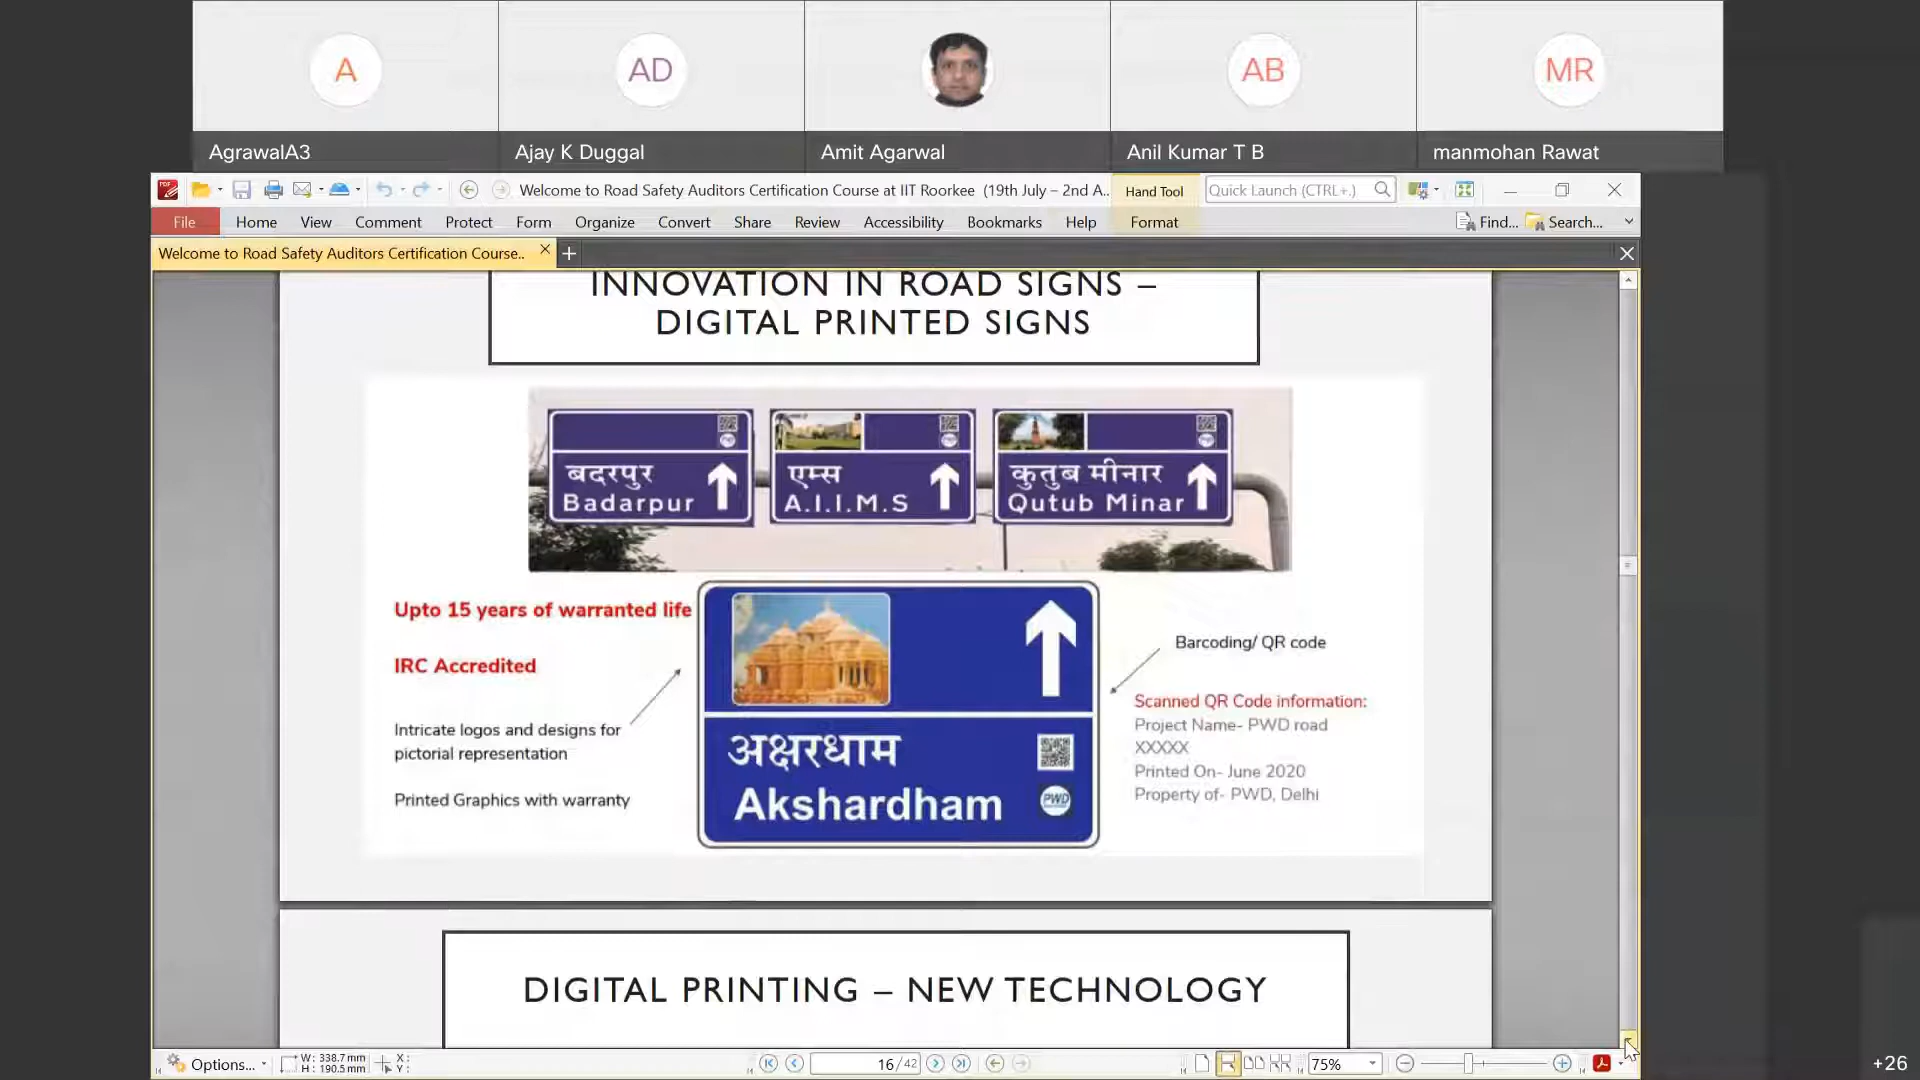 A
AD
AB
MR
AgrawalA3
Ajay K Duggal
Amit Agarwal
Anil Kumar T B
manmohan Rawat
Welcome to Road Safety Auditors Certification Course at IIT Roorkee (19th July – 2nd A...
Hand Tool
Quick Launch (CTRL+.)
File
Home
View
Comment
Protect
Form
Organize
Convert
Share
Review
Accessibility
Bookmarks
Help
Format
Find...
Search...
Welcome to Road Safety Auditors Certification Course..
INNOVATION IN ROAD SIGNS –
DIGITAL PRINTED SIGNS
बदरपुर
Badarpur
एम्स
A.I.I.M.S
कुतुब मीनार
Qutub Minar
Upto 15 years of warranted life
IRC Accredited
Intricate logos and designs for
pictorial representation
Printed Graphics with warranty
अक्षरधाम
Akshardham
PWD
Barcoding/ QR code
Scanned QR Code information:
Project Name- PWD road
XXXXX
Printed On- June 2020
Property of- PWD, Delhi
DIGITAL PRINTING – NEW TECHNOLOGY
Options...
W: 338.7 mm
H: 190.5 mm
X:
Y:
16 / 42
75%
+26